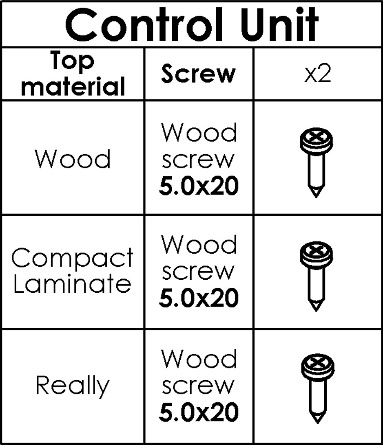 Control Unit
Top
material
Screw
x2
Wood
Wood
screw
5.0x20
Compact
Laminate
Wood
screw
5.0x20
Really
Wood
screw
5.0x20